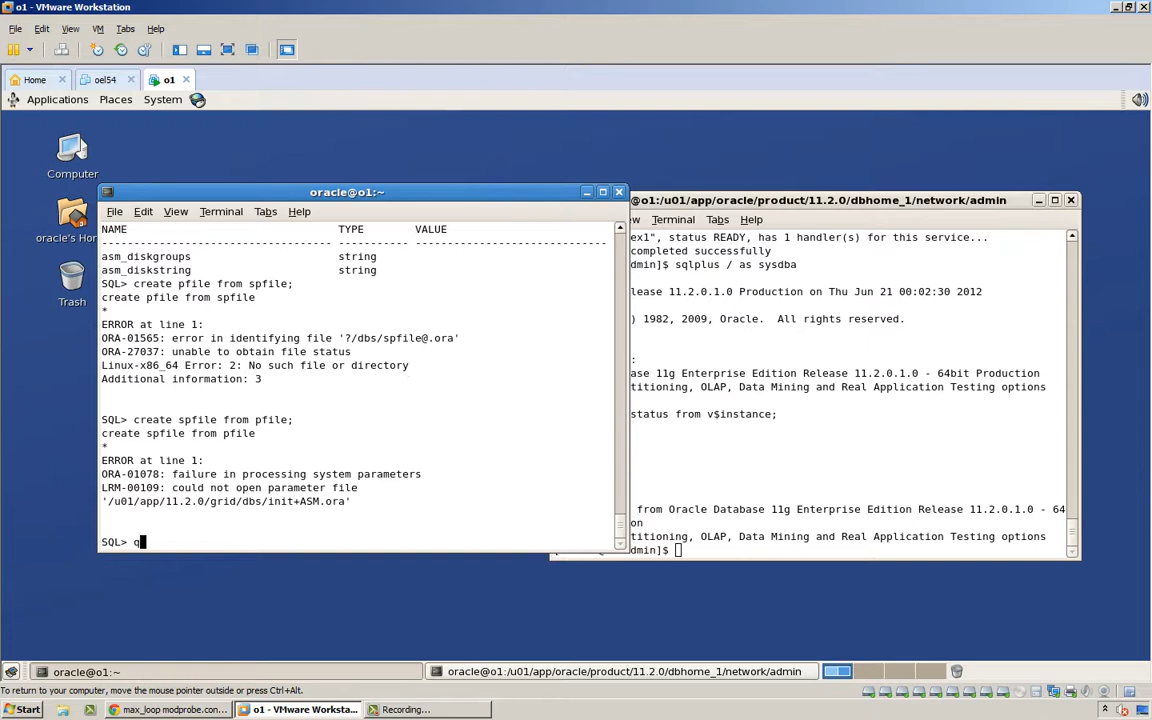 o1 - VMware Workstation
File Edit View VM Tabs Help
Home oel54 o1
Applications Places System
Computer
oracle's Hor
Trash
oracle@o1:~
File Edit View Terminal Tabs Help
NAME TYPE VALUE
------------------------------------ ----------- ------------------------------
asm_diskgroups string
asm_diskstring string
SQL> create pfile from spfile;
create pfile from spfile
*
ERROR at line 1:
ORA-01565: error in identifying file '?/dbs/spfile@.ora'
ORA-27037: unable to obtain file status
Linux-x86_64 Error: 2: No such file or directory
Additional information: 3
SQL> create spfile from pfile;
create spfile from pfile
*
ERROR at line 1:
ORA-01078: failure in processing system parameters
LRM-00109: could not open parameter file
'/u01/app/11.2.0/grid/dbs/init+ASM.ora'
SQL> q
@o1:/u01/app/oracle/product/11.2.0/dbhome_1/network/admin
ew Terminal Tabs Help
ex1", status READY, has 1 handler(s) for this service...
completed successfully
dmin]$ sqlplus / as sysdba
lease 11.2.0.1.0 Production on Thu Jun 21 00:02:30 2012
) 1982, 2009, Oracle. All rights reserved.
:
ase 11g Enterprise Edition Release 11.2.0.1.0 - 64bit Production
titioning, OLAP, Data Mining and Real Application Testing options
status from v$instance;
from Oracle Database 11g Enterprise Edition Release 11.2.0.1.0 - 64
on
titioning, OLAP, Data Mining and Real Application Testing options
dmin]$
oracle@o1:~
oracle@o1:/u01/app/oracle/product/11.2.0/dbhome_1/network/admin
To return to your computer, move the mouse pointer outside or press Ctrl+Alt.
Start
max_loop modprobe.con...
o1 - VMware Worksta...
Recording...